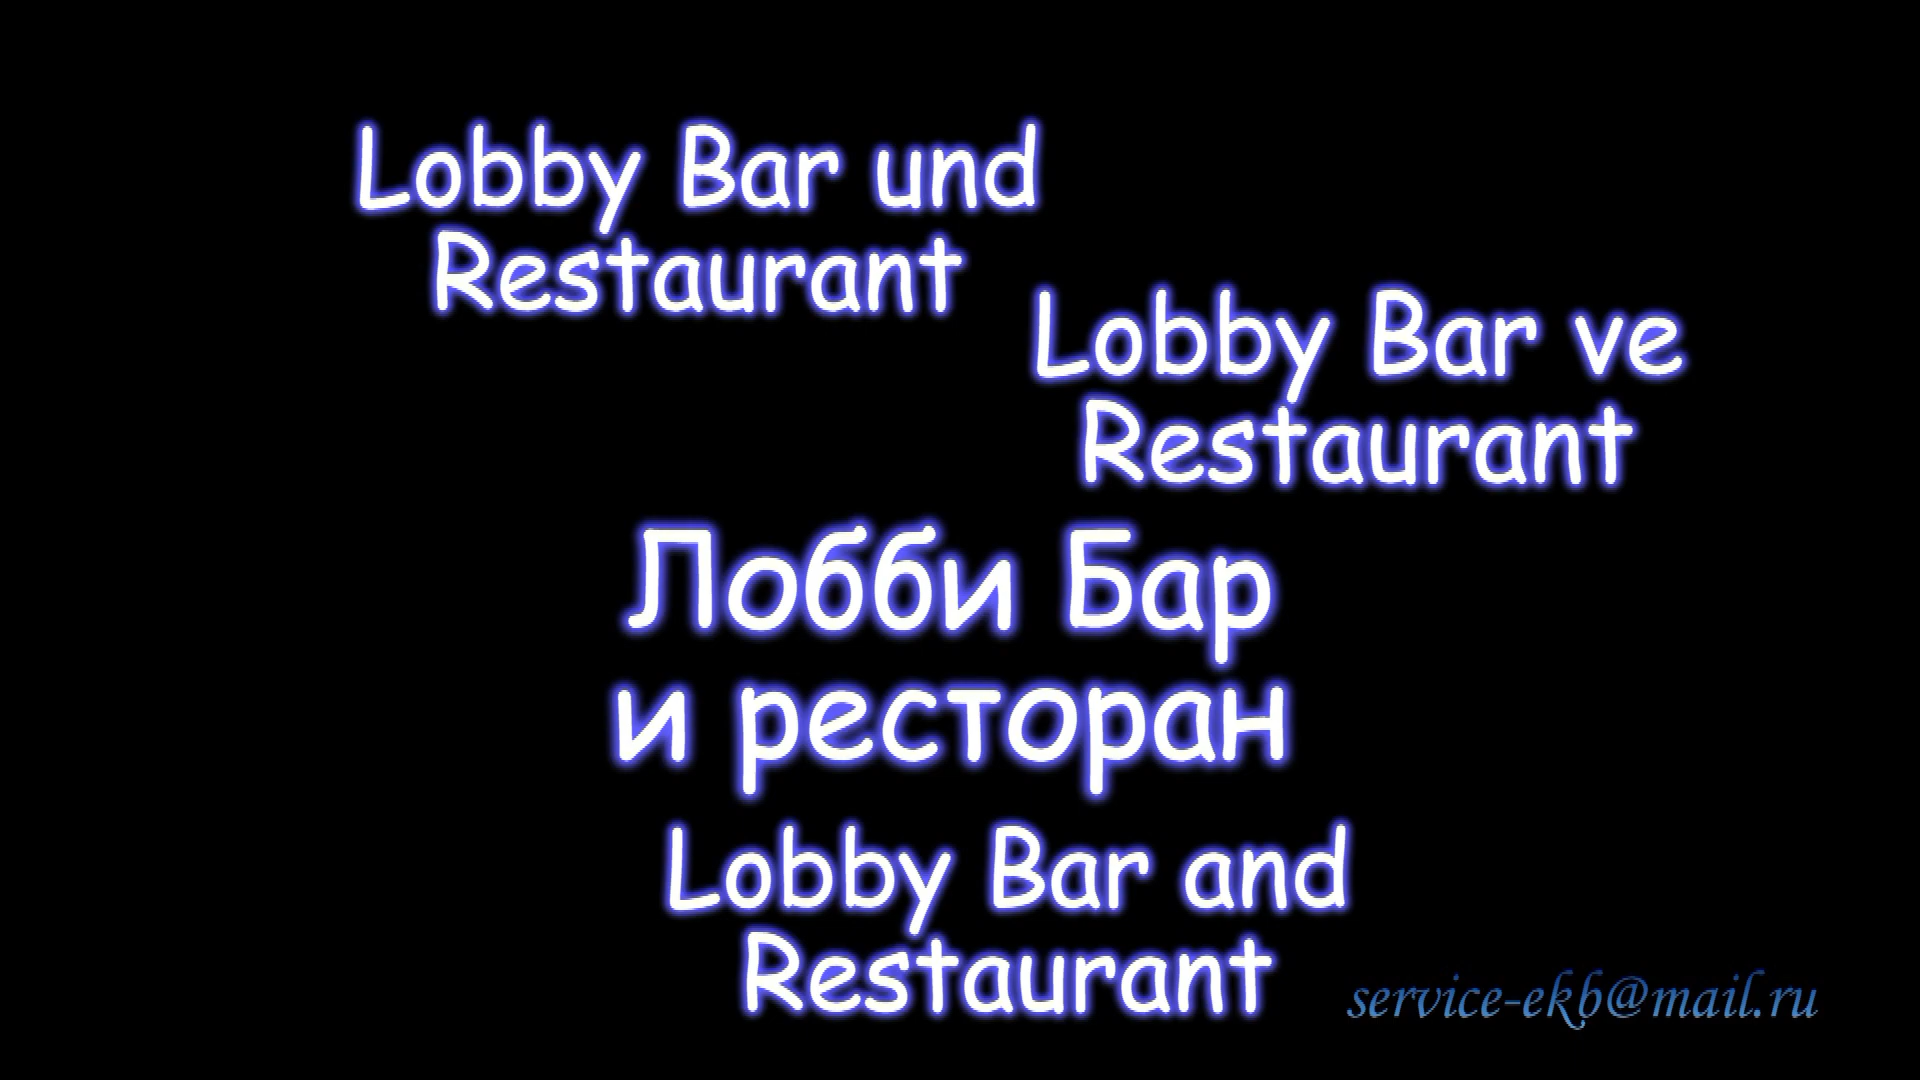 Lobby Bar und
Restaurant
Lobby Bar ve
Restaurant
Лобби Бар
и ресторан
Lobby Bar and
Restaurant
service-ekb@mail.ru